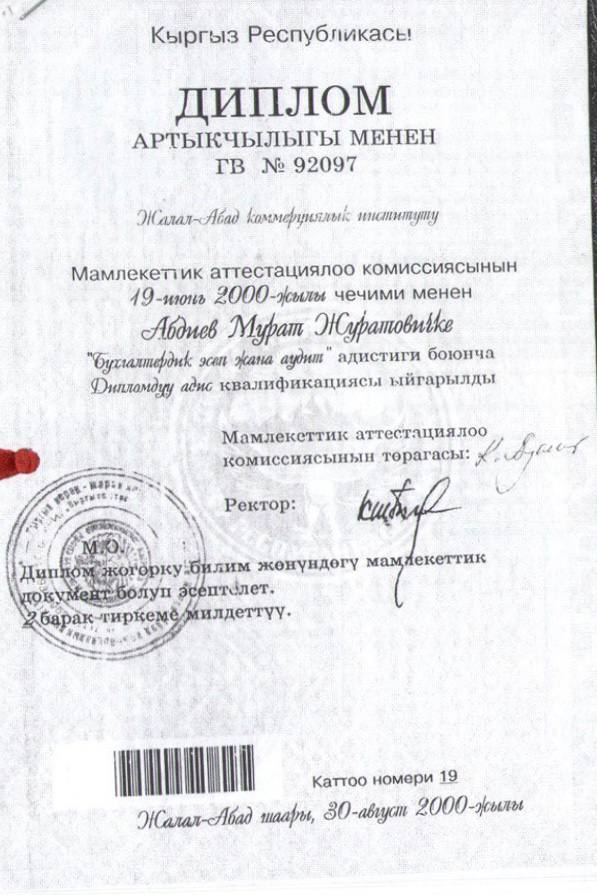 Кыргыз Республикасы
ДИПЛОМ
АРТЫКЧЫЛЫГЫ МЕНЕН
ГВ № 92097
Жалал-Абад коммерциялык институту
Мамлекеттик аттестациялоо комиссиясынын
19-июнь 2000-жылы чечими менен
Абдиев Мурат Журатовичке
"Бухгалтердик эсеп жана аудит" адистиги боюнча
Дипломдуу адис квалификациясы ыйгарылды
Мамлекеттик аттестациялоо
комиссиясынын төрагасы:
Ректор:
М.О.
Диплом жогорку билим жөнүндөгү мамлекеттик
документ болуп эсептелет.
2 барак тиркеме милдеттүү.
Каттоо номери 19
Жалал-Абад шаары, 30-август 2000-жылы